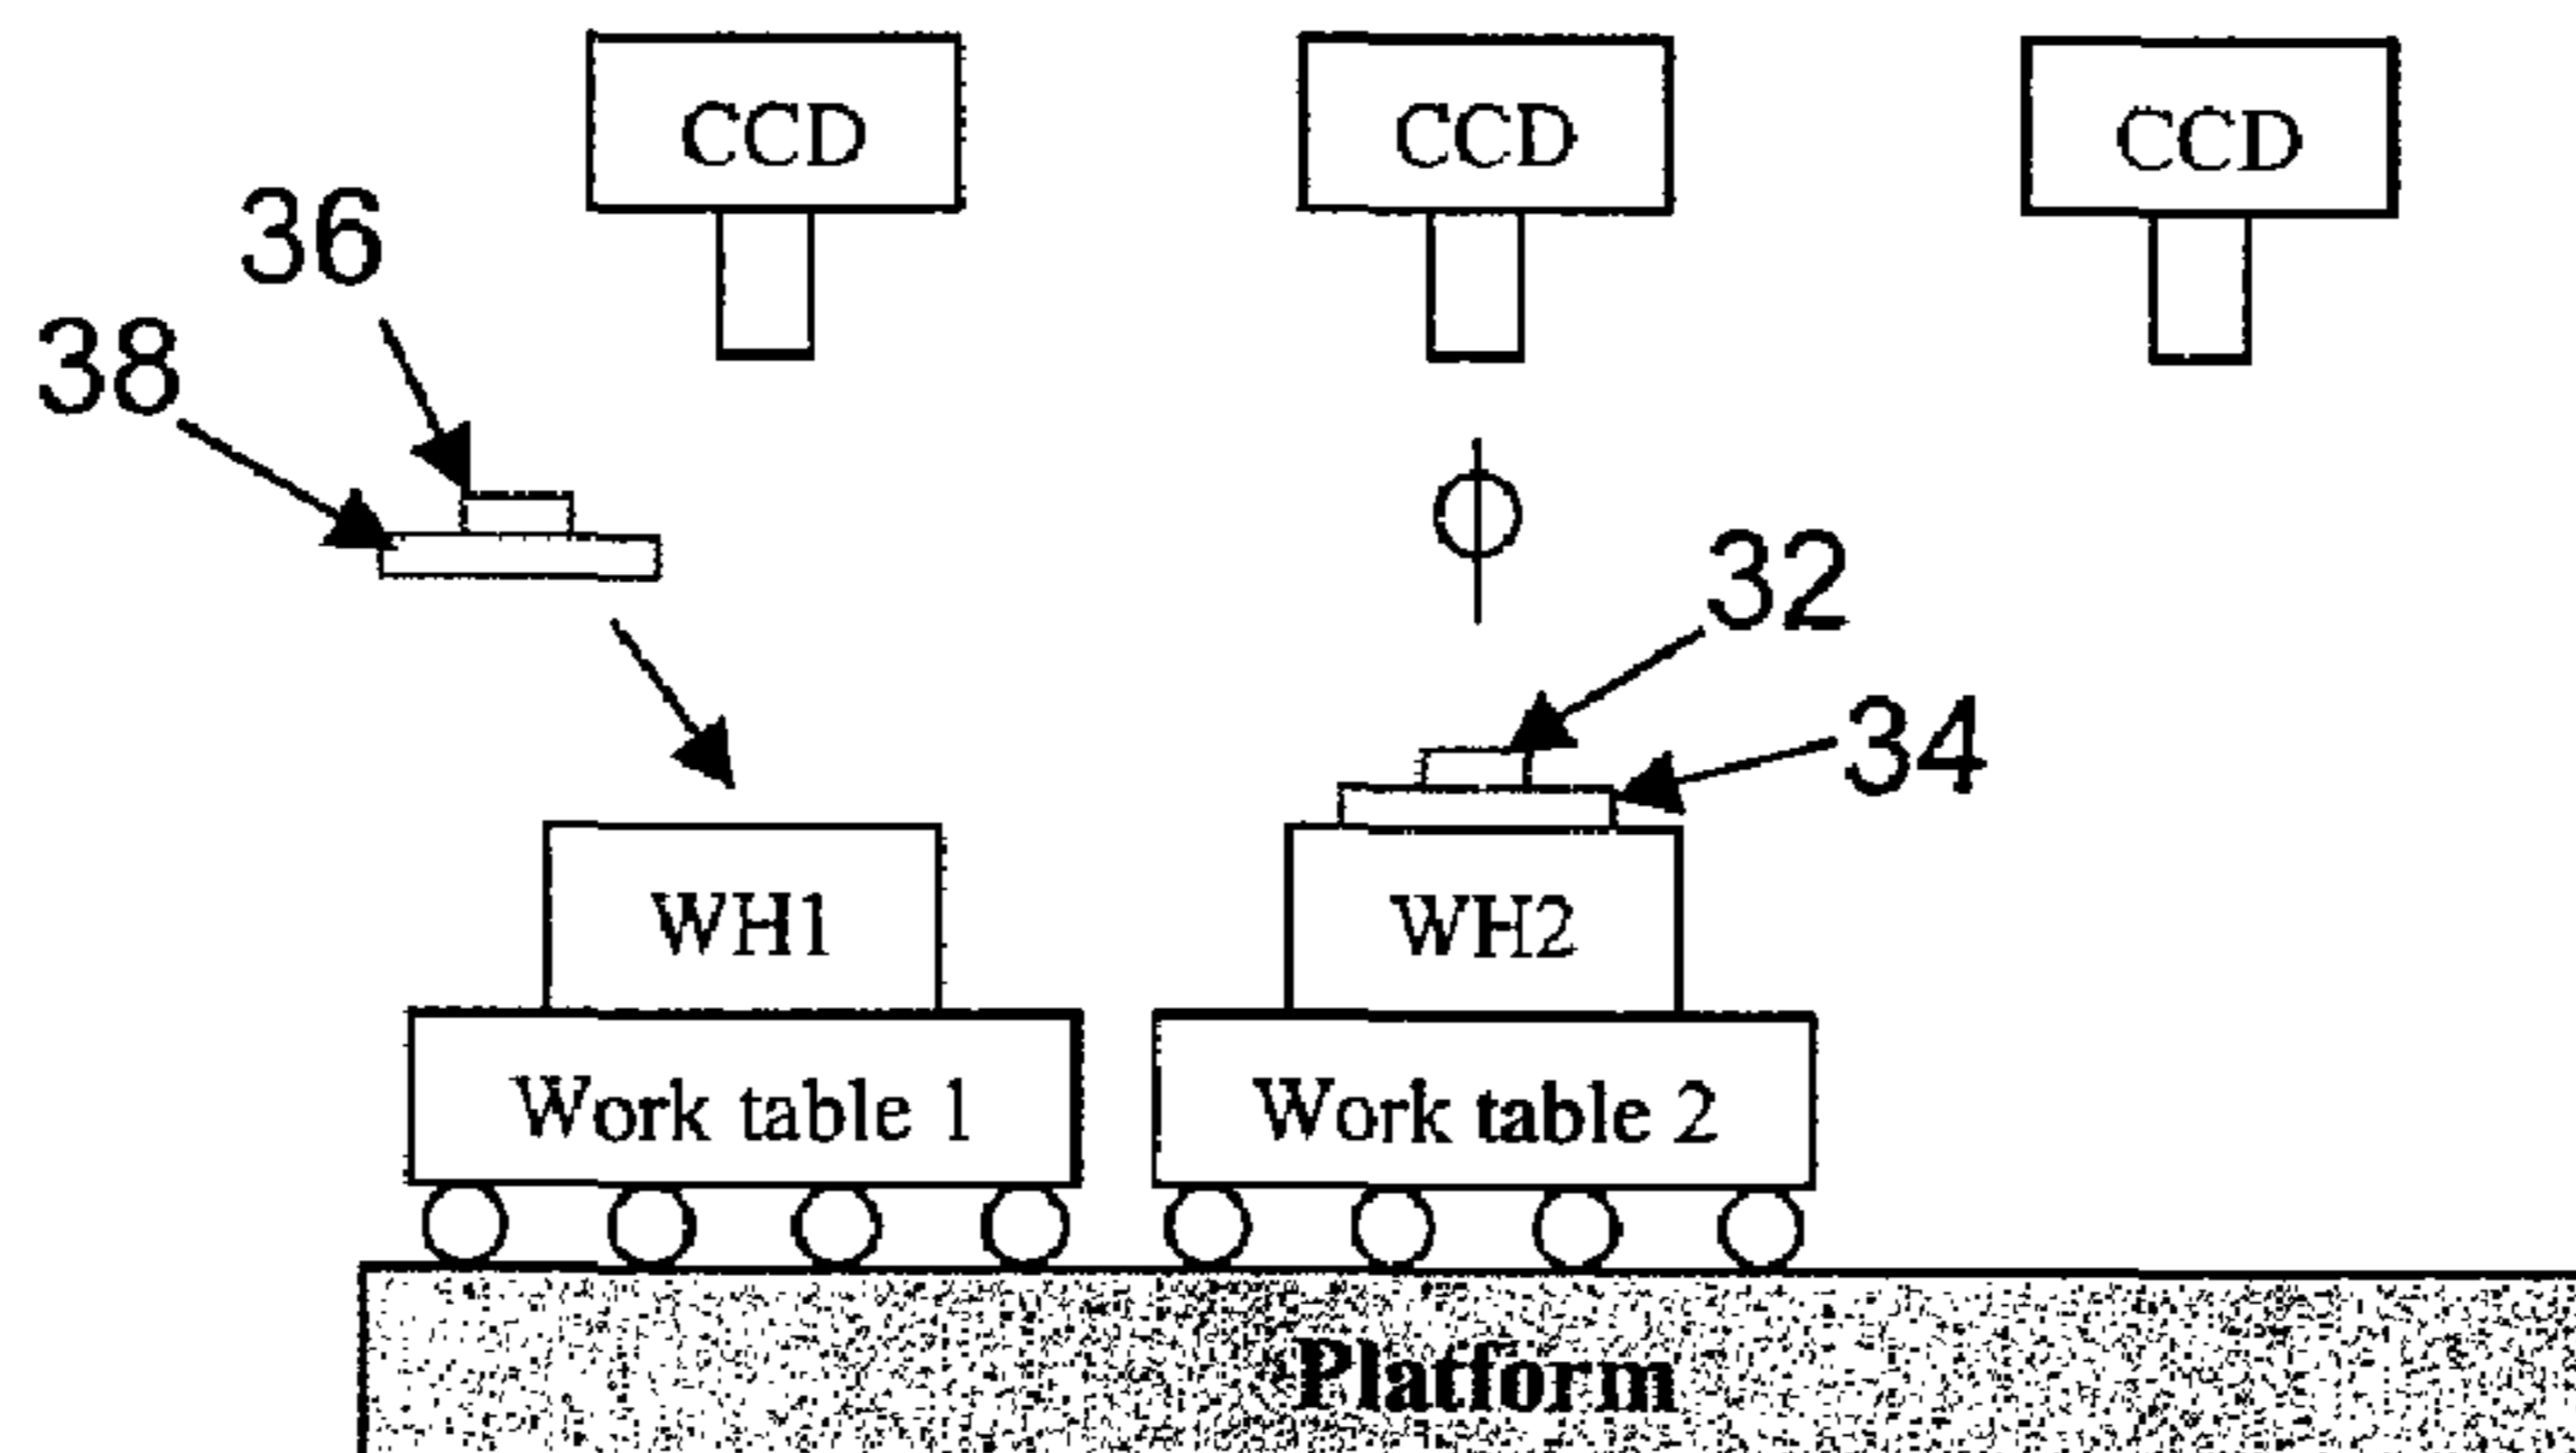 CCD CCD CCD
36
38
32
34
WH1 WH2
Work table 1 Work table 2
Platform